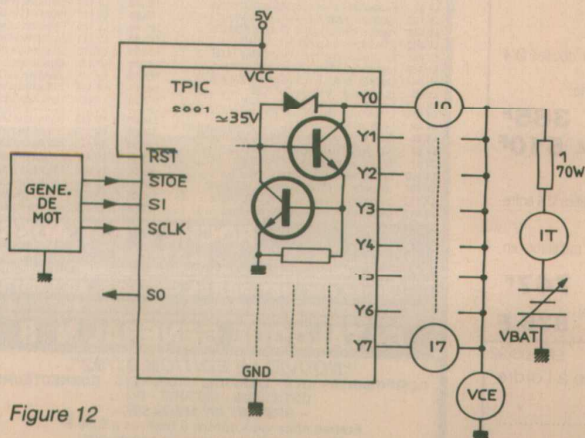 5V
VCC
TPIC
≃35V
RST
SIOE
SI
SCLK
SO
GENE.
DE
MOT
Y0
Y1
Y2
Y3
Y4
Y6
Y7
GND
I7
1
70W
IT
VBAT
VCE
Figure 12